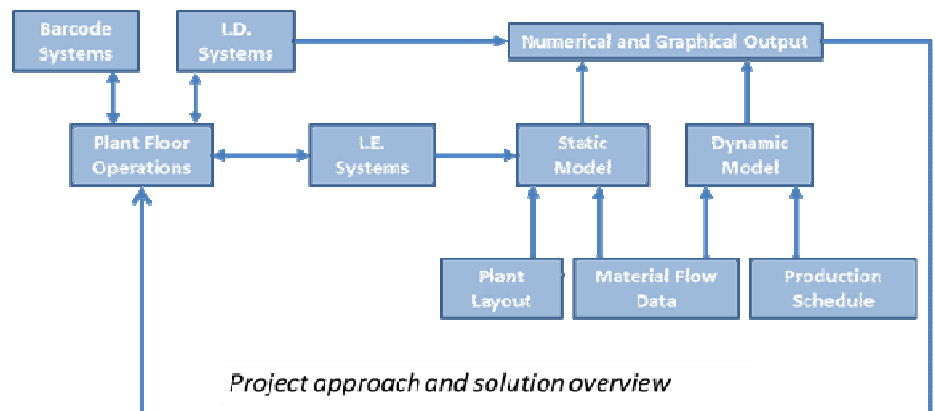 Barcode
Systems
I.D.
Systems
Numerical and Graphical Output
Plant Floor
Operations
I.E.
Systems
Static
Model
Dynamic
Model
Plant
Layout
Material Flow
Data
Production
Schedule
Project approach and solution overview